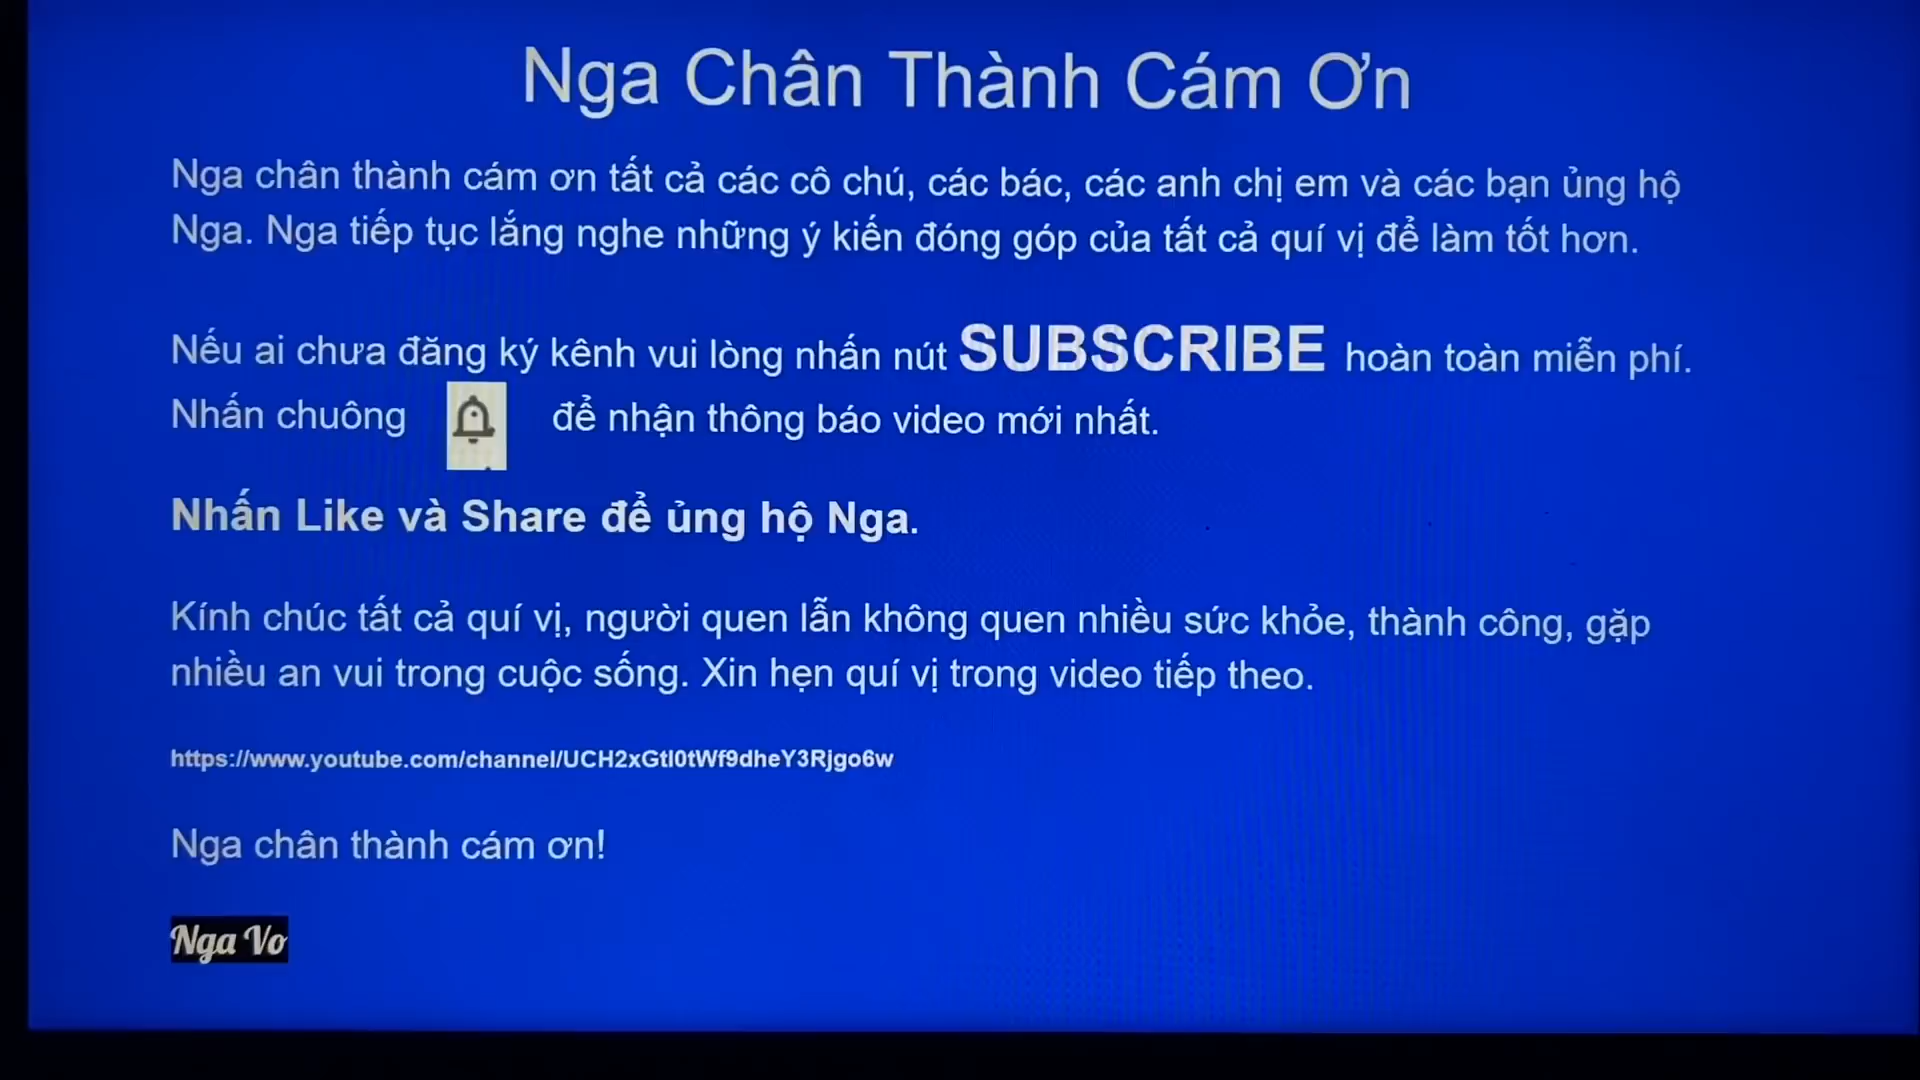 Nga Chân Thành Cám Ơn
Nga chân thành cám ơn tất cả các cô chú, các bác, các anh chị em và các bạn ủng hộ
Nga. Nga tiếp tục lắng nghe những ý kiến đóng góp của tất cả quí vị để làm tốt hơn.
Nếu ai chưa đăng ký kênh vui lòng nhấn nút SUBSCRIBE hoàn toàn miễn phí.
Nhấn chuông để nhận thông báo video mới nhất.
Nhấn Like và Share để ủng hộ Nga.
Kính chúc tất cả quí vị, người quen lẫn không quen nhiều sức khỏe, thành công, gặp
nhiều an vui trong cuộc sống. Xin hẹn quí vị trong video tiếp theo.
https://www.youtube.com/channel/UCH2xGtl0tWf9dheY3Rjgo6w
Nga chân thành cám ơn!
Nga Vo